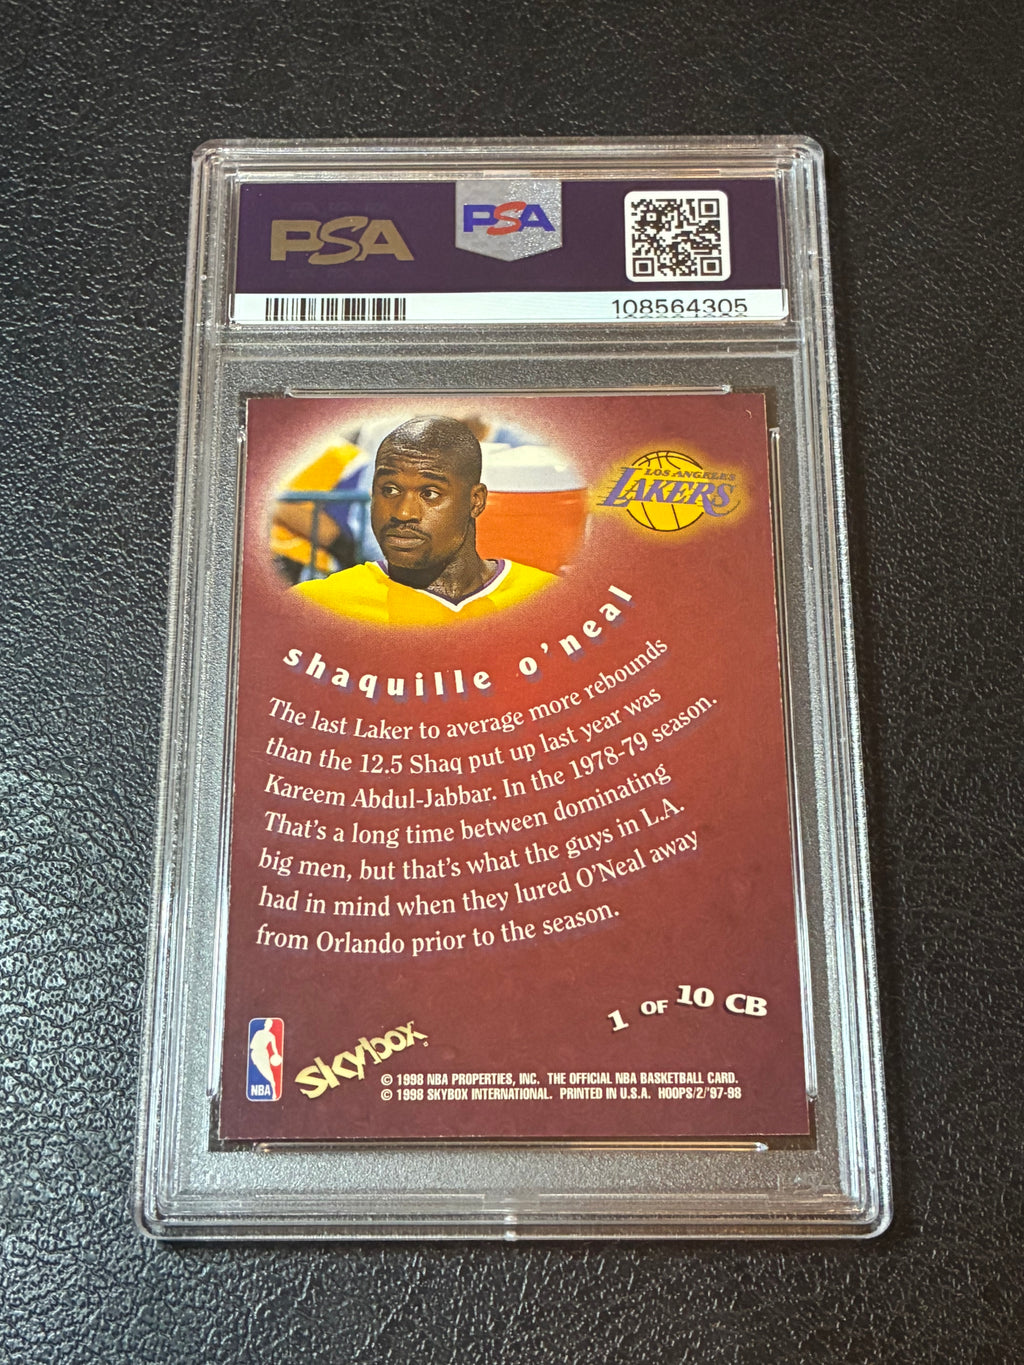 PSA
PSA
108564305
LOS ANGELES
LAKERS
shaquille o'neal
The last Laker to average more rebounds
than the 12.5 Shaq put up last year was
Kareem Abdul-Jabbar. In the 1978-79 season.
That's a long time between dominating
big men, but that's what the guys in L.A.
had in mind when they lured O'Neal away
from Orlando prior to the season.
1 OF 10 CB
NBA
skybox
© 1998 NBA PROPERTIES, INC. THE OFFICIAL NBA BASKETBALL CARD.
© 1998 SKYBOX INTERNATIONAL. PRINTED IN U.S.A. HOOPS/2/'97-98